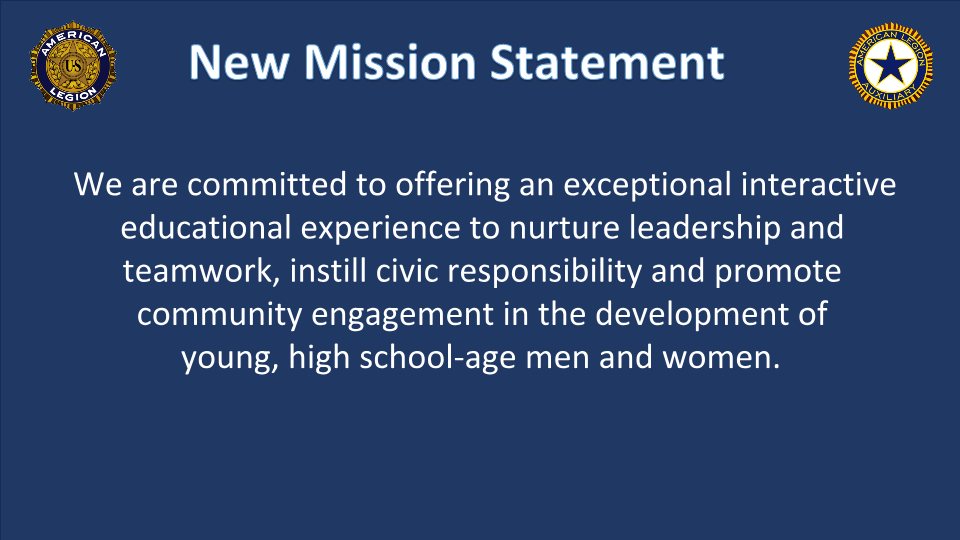 AMERICAN
U·S
LEGION
New Mission Statement
AMERICAN LEGION
AUXILIARY
We are committed to offering an exceptional interactive
educational experience to nurture leadership and
teamwork, instill civic responsibility and promote
community engagement in the development of
young, high school-age men and women.